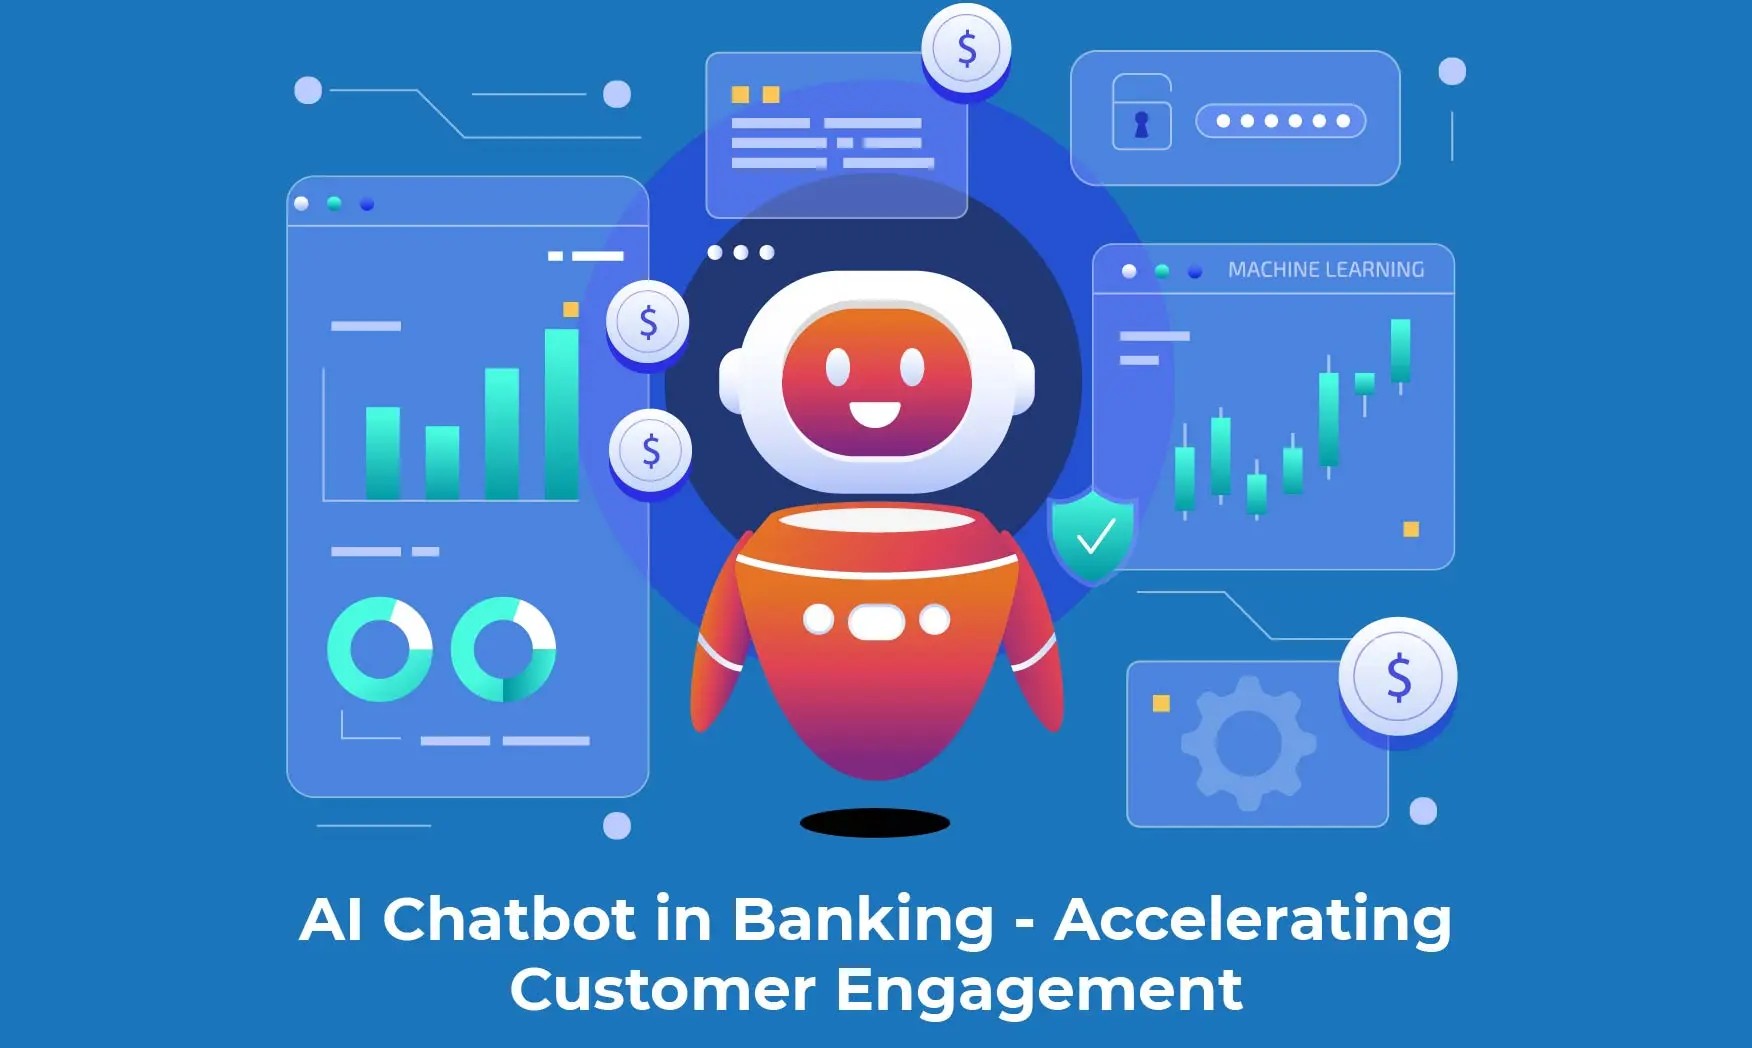 $
MACHINE LEARNING
$
$
$
AI Chatbot in Banking - Accelerating
Customer Engagement